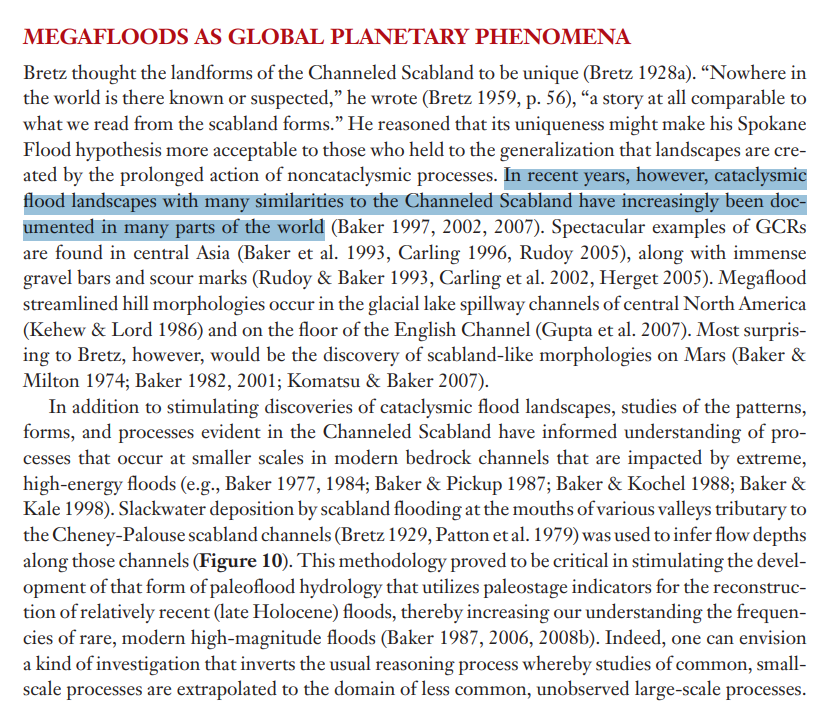 MEGAFLOODS AS GLOBAL PLANETARY PHENOMENA
Bretz thought the landforms of the Channeled Scabland to be unique (Bretz 1928a). “Nowhere in
the world is there known or suspected,” he wrote (Bretz 1959, p. 56), “a story at all comparable to
what we read from the scabland forms.” He reasoned that its uniqueness might make his Spokane
Flood hypothesis more acceptable to those who held to the generalization that landscapes are cre-
ated by the prolonged action of noncataclysmic processes. In recent years, however, cataclysmic
flood landscapes with many similarities to the Channeled Scabland have increasingly been doc-
umented in many parts of the world (Baker 1997, 2002, 2007). Spectacular examples of GCRs
are found in central Asia (Baker et al. 1993, Carling 1996, Rudoy 2005), along with immense
gravel bars and scour marks (Rudoy & Baker 1993, Carling et al. 2002, Herget 2005). Megaflood
streamlined hill morphologies occur in the glacial lake spillway channels of central North America
(Kehew & Lord 1986) and on the floor of the English Channel (Gupta et al. 2007). Most surpris-
ing to Bretz, however, would be the discovery of scabland-like morphologies on Mars (Baker &
Milton 1974; Baker 1982, 2001; Komatsu & Baker 2007).
In addition to stimulating discoveries of cataclysmic flood landscapes, studies of the patterns,
forms, and processes evident in the Channeled Scabland have informed understanding of pro-
cesses that occur at smaller scales in modern bedrock channels that are impacted by extreme,
high-energy floods (e.g., Baker 1977, 1984; Baker & Pickup 1987; Baker & Kochel 1988; Baker &
Kale 1998). Slackwater deposition by scabland flooding at the mouths of various valleys tributary to
the Cheney-Palouse scabland channels (Bretz 1929, Patton et al. 1979) was used to infer flow depths
along those channels (Figure 10). This methodology proved to be critical in stimulating the devel-
opment of that form of paleoflood hydrology that utilizes paleostage indicators for the reconstruc-
tion of relatively recent (late Holocene) floods, thereby increasing our understanding the frequen-
cies of rare, modern high-magnitude floods (Baker 1987, 2006, 2008b). Indeed, one can envision
a kind of investigation that inverts the usual reasoning process whereby studies of common, small-
scale processes are extrapolated to the domain of less common, unobserved large-scale processes.